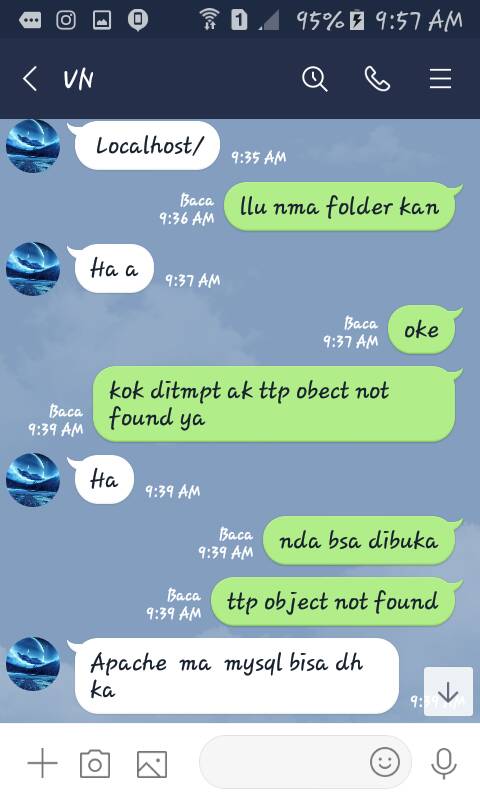 95% 9:57 AM
VN
Localhost/
9:35 AM
Baca
9:36 AM
llu nma folder kan
Ha a
9:37 AM
Baca
9:37 AM
oke
kok ditmpt ak ttp obect not
found ya
Baca
9:39 AM
Ha
9:39 AM
Baca
9:39 AM
nda bsa dibuka
Baca
9:39 AM
ttp object not found
Apache ma mysql bisa dh
ka